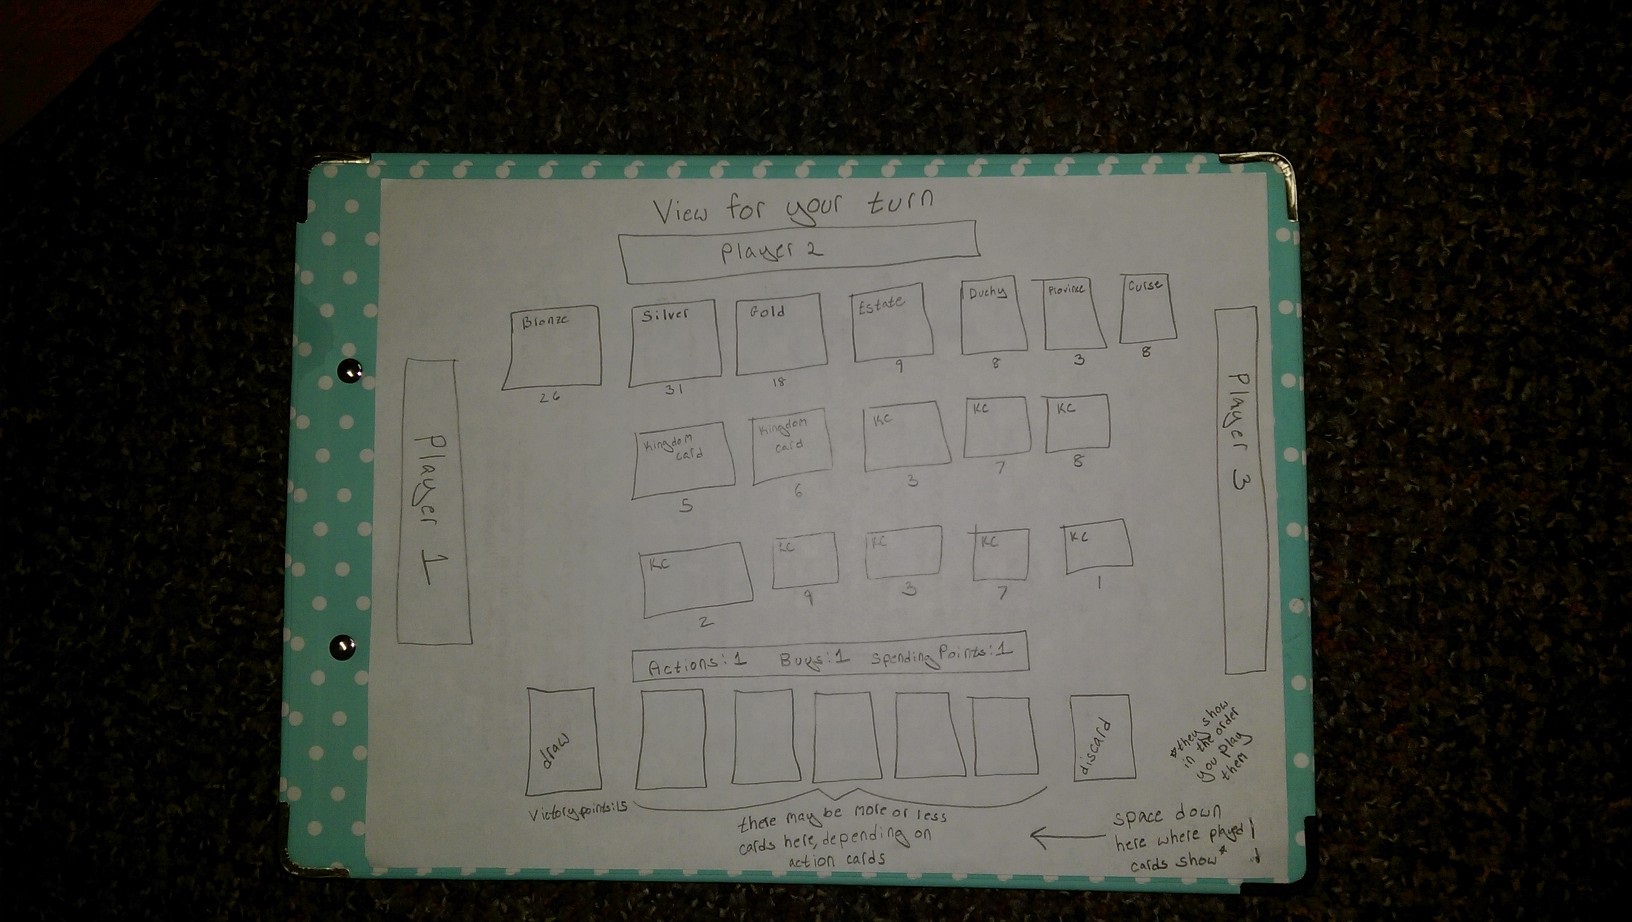 View for your turn
Player 2
Bronze Silver Gold Estate Duchy Province Curse
26 31 18 9 8 3 8
Kingdom card Kingdom card KC KC KC
5 6 3 7 8
KC KC KC KC KC
2 9 3 7 1
Actions: 1 Buys: 1 Spending Points: 1
draw
discard
Victory points: 15
there may be more or less
cards here, depending on
action cards
space down
here where played
cards show
*they show
in the order
you play
them
Player 1
Player 3